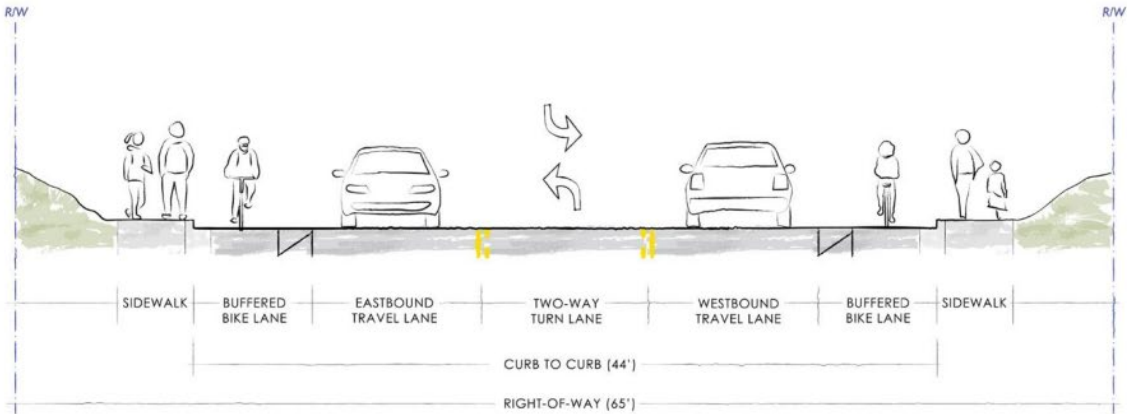 R/W
R/W
SIDEWALK
BUFFERED
BIKE LANE
EASTBOUND
TRAVEL LANE
TWO-WAY
TURN LANE
WESTBOUND
TRAVEL LANE
BUFFERED
BIKE LANE
SIDEWALK
CURB TO CURB (44')
RIGHT-OF-WAY (65')